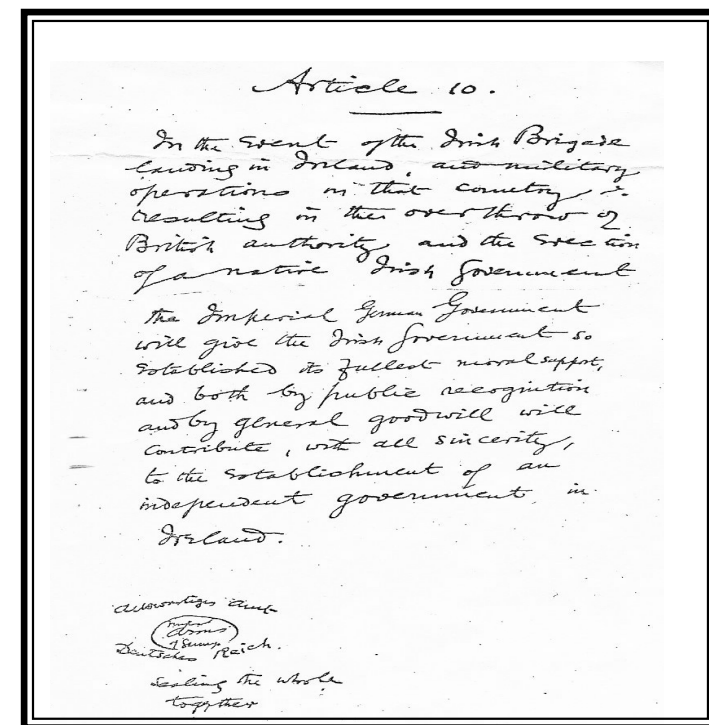 Article 10.
In the event of the Irish Brigade
landing in Ireland, and military
operations in that country
resulting in the overthrow of
British authority and the erection
of a native Irish Government
the Imperial German Government
will give the Irish Government so
established its fullest moral support,
and both by public recognition
and by general goodwill will
contribute, with all sincerity,
to the establishment of an
independent government in
Ireland.
Auswartiges Amt
Arms
Deutsches Reich.
Sealing the whole
together